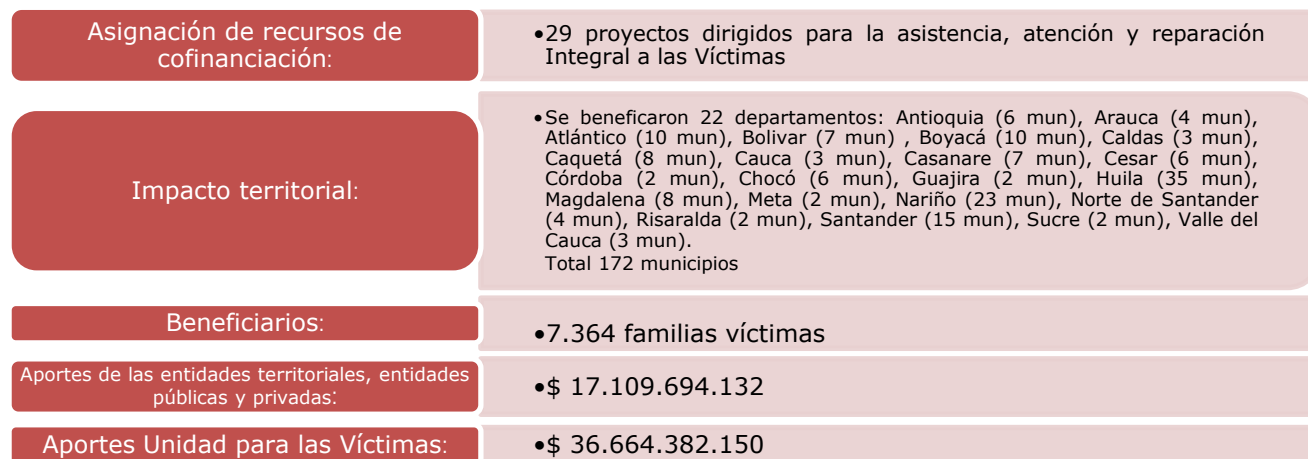 Asignación de recursos de
cofinanciación:
•29 proyectos dirigidos para la asistencia, atención y reparación
Integral a las Víctimas
Impacto territorial:
•Se beneficaron 22 departamentos: Antioquia (6 mun), Arauca (4 mun),
Atlántico (10 mun), Bolivar (7 mun) , Boyacá (10 mun), Caldas (3 mun),
Caquetá (8 mun), Cauca (3 mun), Casanare (7 mun), Cesar (6 mun),
Córdoba (2 mun), Chocó (6 mun), Guajira (2 mun), Huila (35 mun),
Magdalena (8 mun), Meta (2 mun), Nariño (23 mun), Norte de Santander
(4 mun), Risaralda (2 mun), Santander (15 mun), Sucre (2 mun), Valle del
Cauca (3 mun).
Total 172 municipios
Beneficiarios:
•7.364 familias víctimas
Aportes de las entidades territoriales, entidades
públicas y privadas:
•$ 17.109.694.132
Aportes Unidad para las Víctimas:
•$ 36.664.382.150